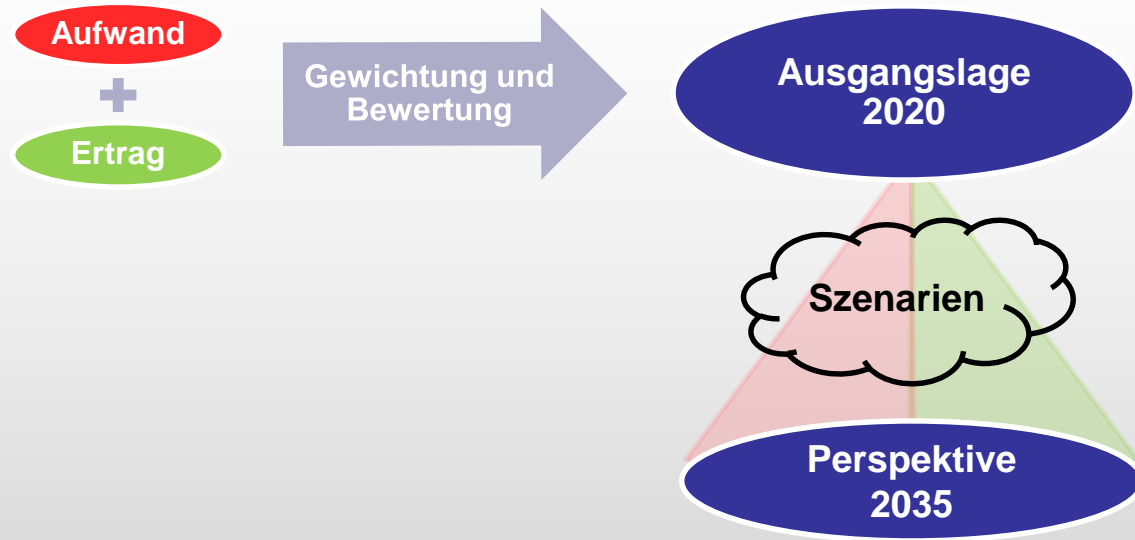 Aufwand
Ertrag
Gewichtung und
Bewertung
Ausgangslage
2020
Szenarien
Perspektive
2035